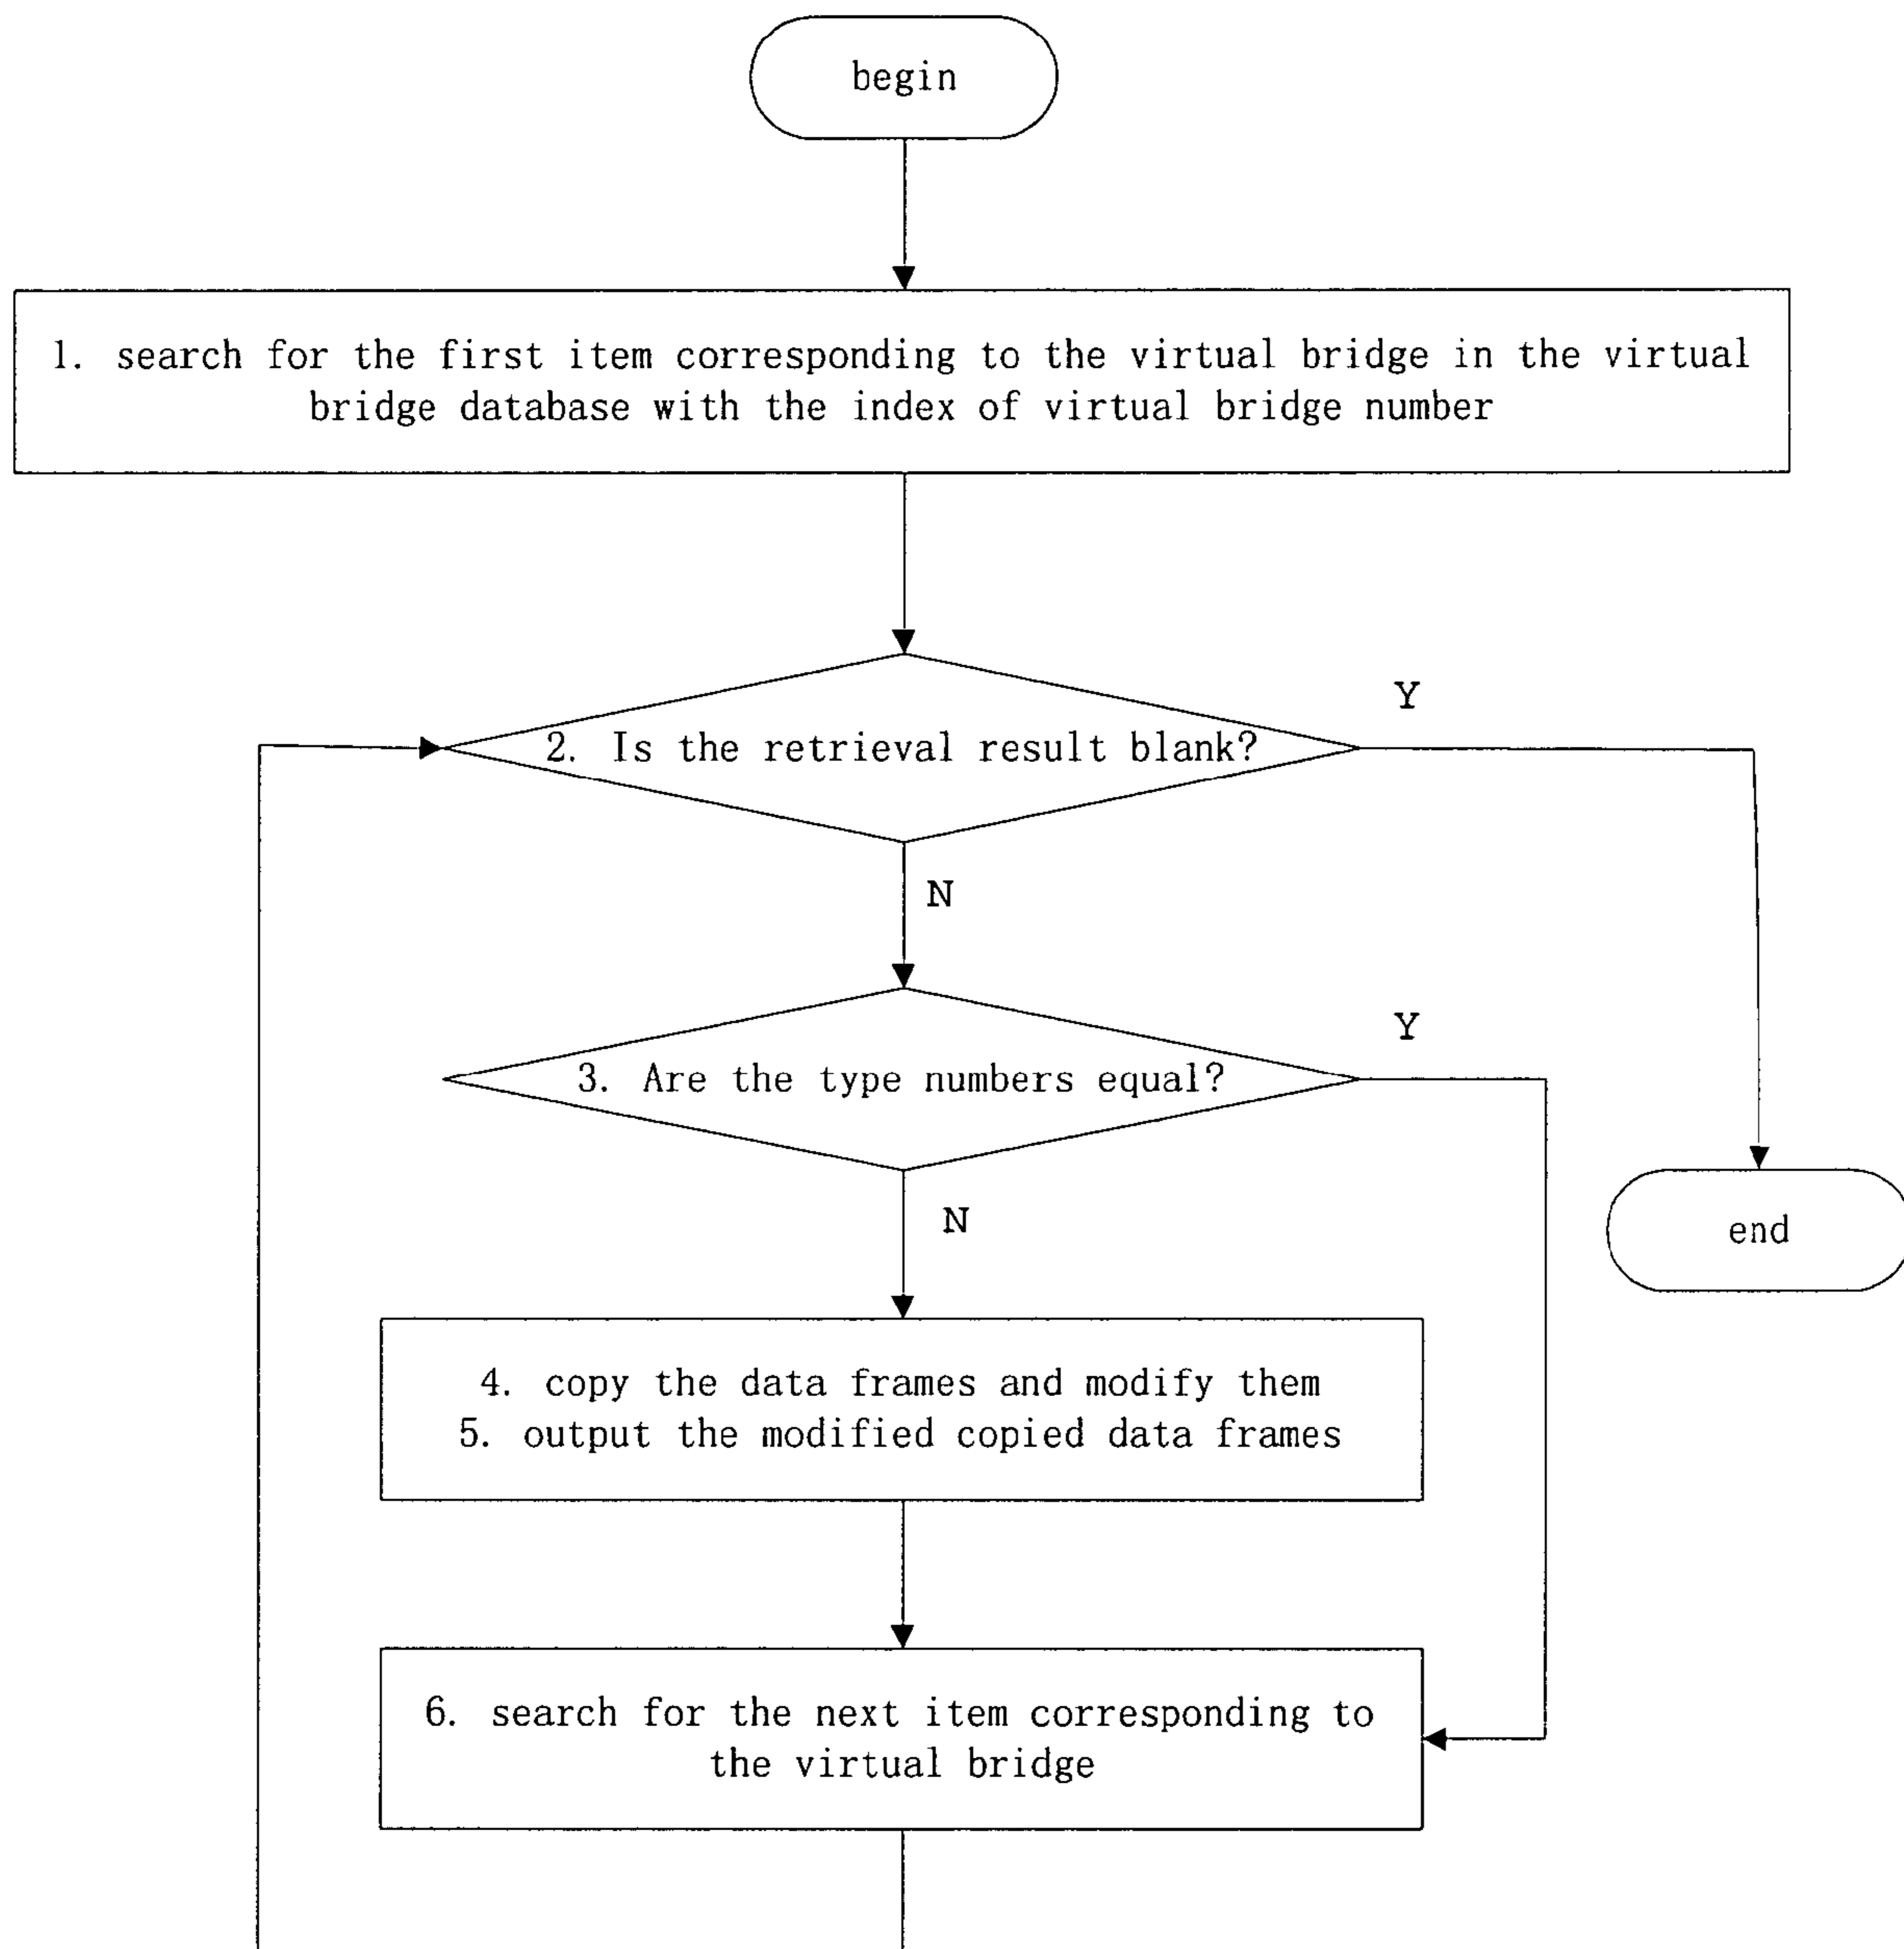 begin
1. search for the first item corresponding to the virtual bridge in the virtual
bridge database with the index of virtual bridge number
Y
2. Is the retrieval result blank?
N
Y
3. Are the type numbers equal?
N
end
4. copy the data frames and modify them
5. output the modified copied data frames
6. search for the next item corresponding to
the virtual bridge